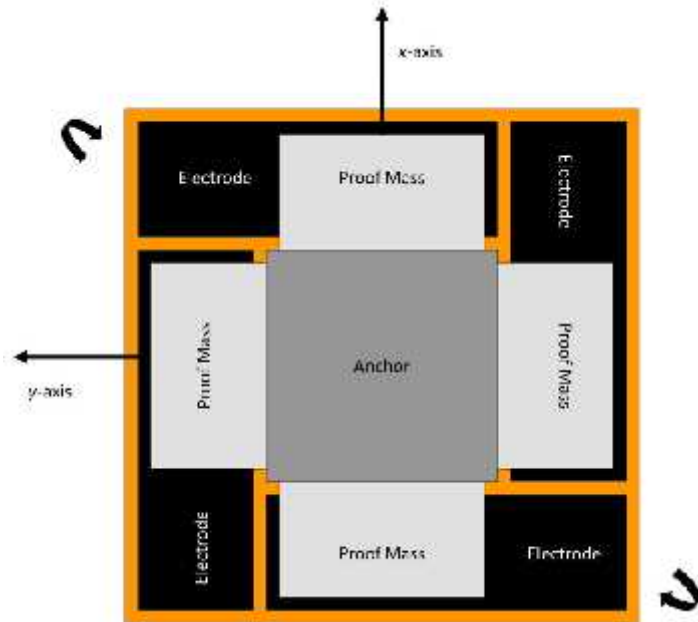 x-axis
Electrode
Proof Mass
Electrode
Proof Mass
Anchor
Proof Mass
y-axis
Electrode
Proof Mass
Electrode